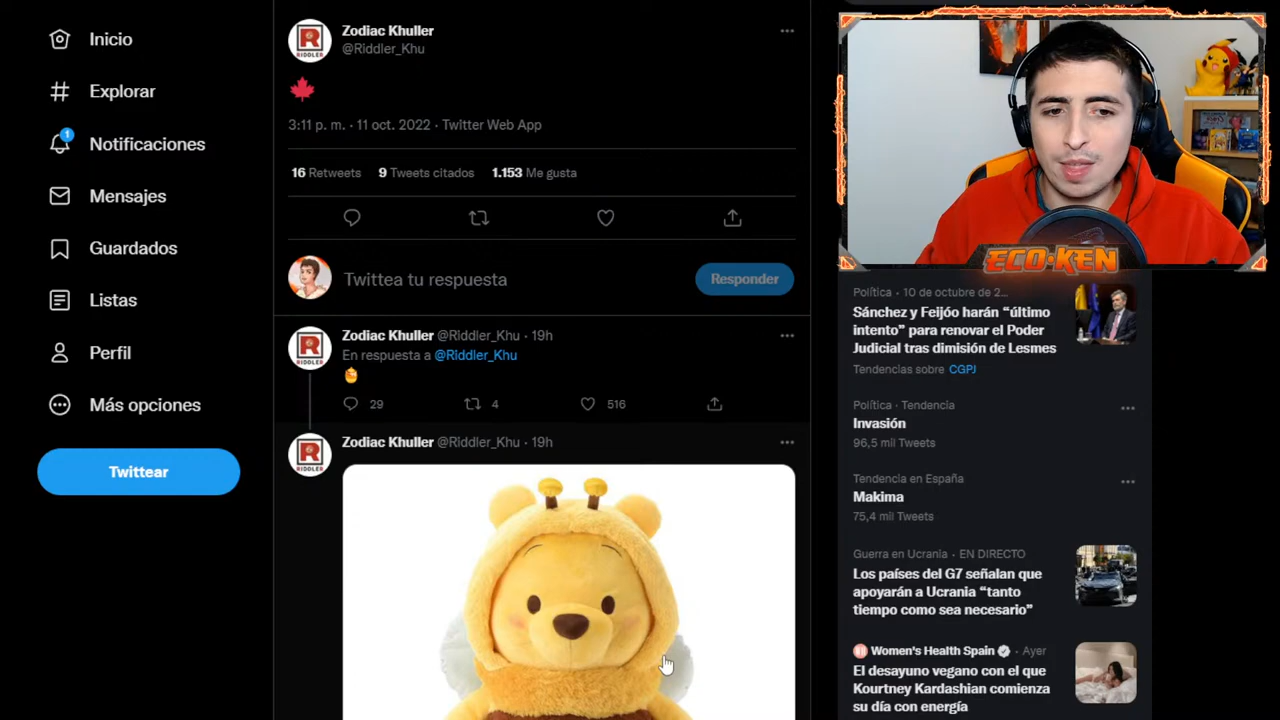 Inicio
Explorar
1
Notificaciones
Mensajes
Guardados
Listas
Perfil
Más opciones
Twittear
Zodiac Khuller
@Riddler_Khu
R
RIDDLER
3:11 p. m. · 11 oct. 2022 · Twitter Web App
16 Retweets 9 Tweets citados 1.153 Me gusta
Twittea tu respuesta
Responder
Zodiac Khuller @Riddler_Khu · 19h
R
RIDDLER
En respuesta a @Riddler_Khu
29 4 516
Zodiac Khuller @Riddler_Khu · 19h
R
RIDDLER
ECO·KEN
Política · 10 de octubre de 2...
Sánchez y Feijóo harán “último
intento” para renovar el Poder
Judicial tras dimisión de Lesmes
Tendencias sobre CGPJ
Política · Tendencia
Invasión
96,5 mil Tweets
Tendencia en España
Makima
75,4 mil Tweets
Guerra en Ucrania · EN DIRECTO
Los países del G7 señalan que
apoyarán a Ucrania “tanto
tiempo como sea necesario”
Women's Health Spain · Ayer
El desayuno vegano con el que
Kourtney Kardashian comienza
su día con energía